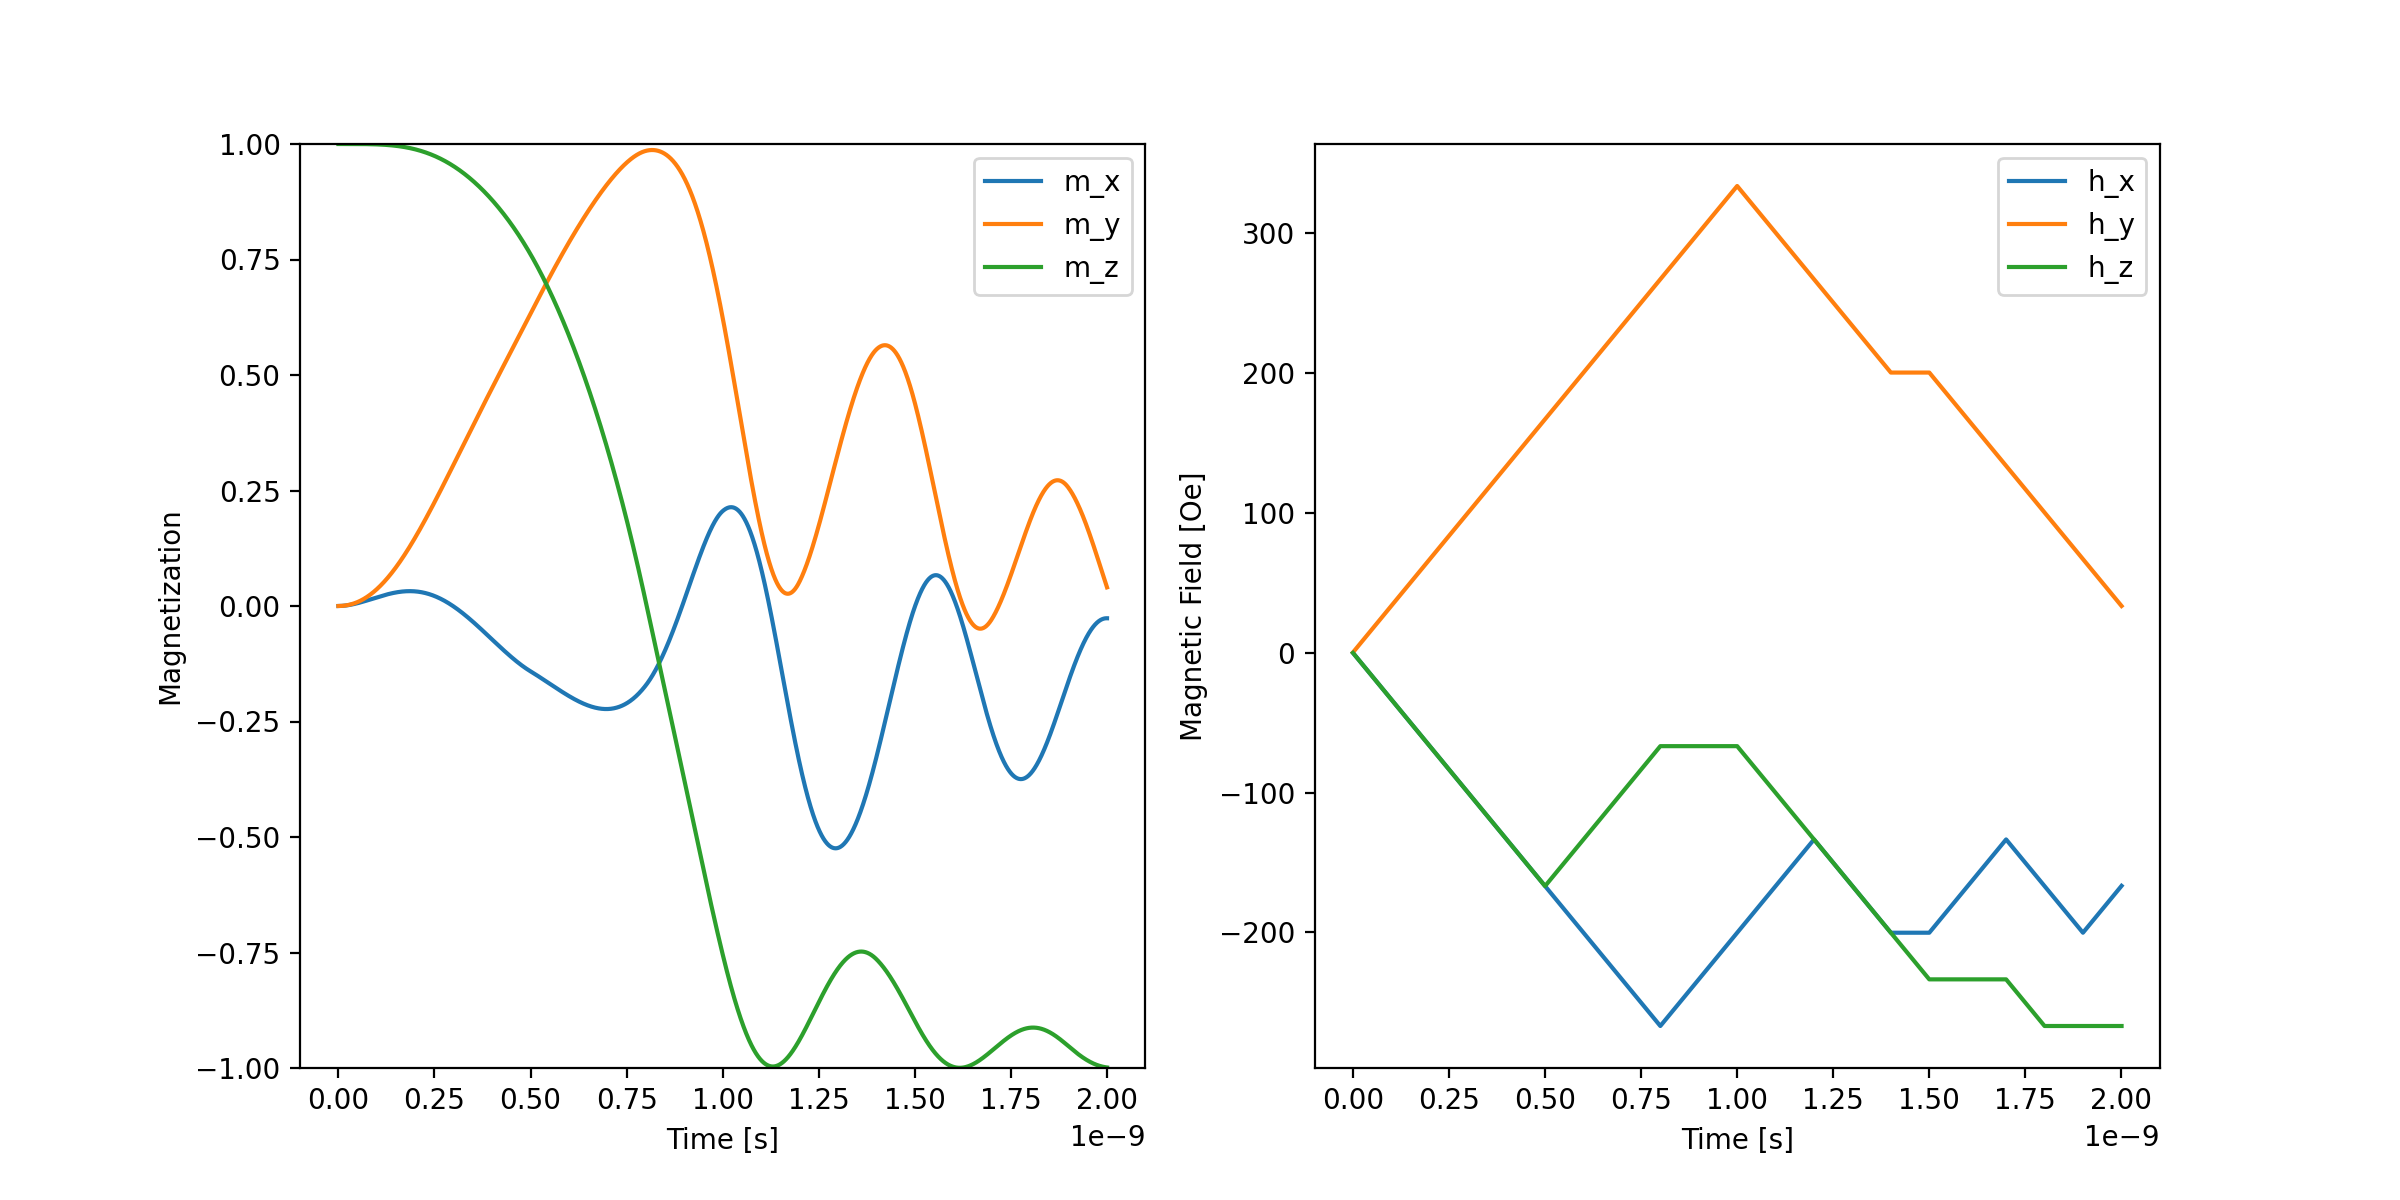 1.00
0.75
0.50
0.25
0.00
−0.25
−0.50
−0.75
−1.00
Magnetization
m_x
m_y
m_z
0.00 0.25 0.50 0.75 1.00 1.25 1.50 1.75 2.00
Time [s]
1e−9
300
200
100
0
−100
−200
Magnetic Field [Oe]
h_x
h_y
h_z
0.00 0.25 0.50 0.75 1.00 1.25 1.50 1.75 2.00
Time [s]
1e−9